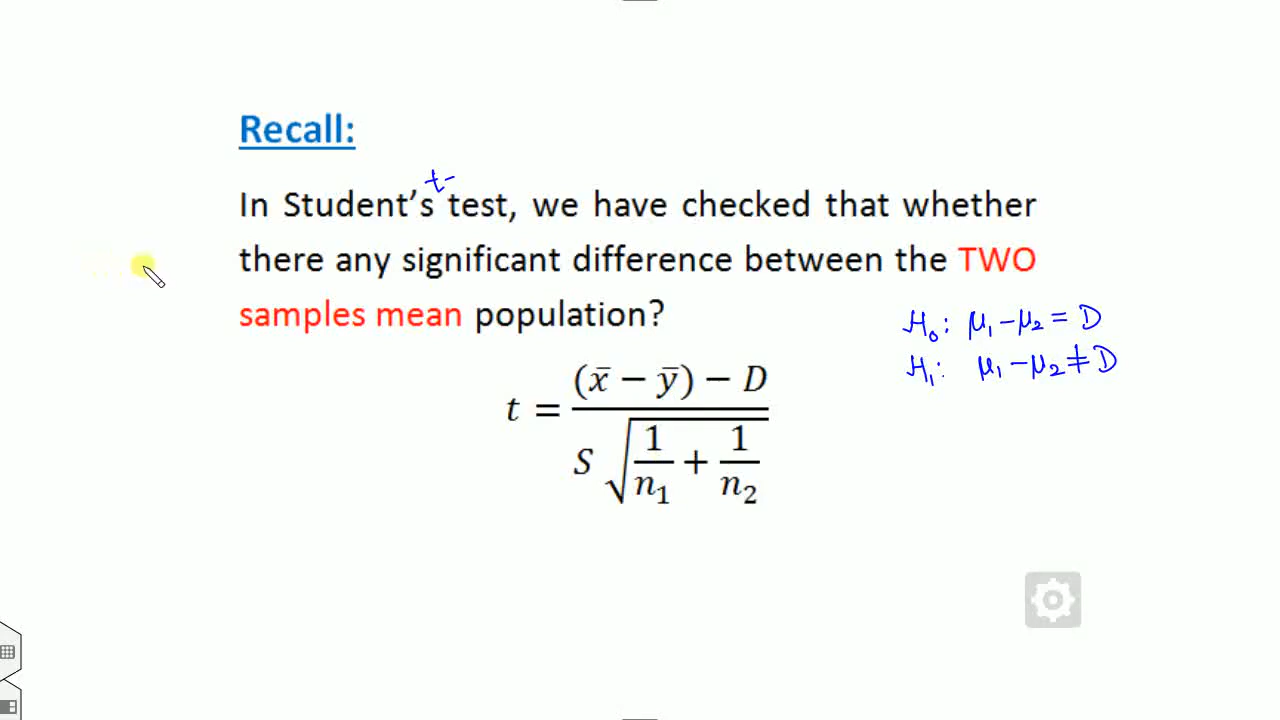 Recall:
t-
In Student's test, we have checked that whether
there any significant difference between the TWO
samples mean population?
H₀: μ₁ - μ₂ = D
H₁: μ₁ - μ₂ ≠ D
t = ((x̄ − ȳ) − D) / (S √(1/n₁ + 1/n₂))